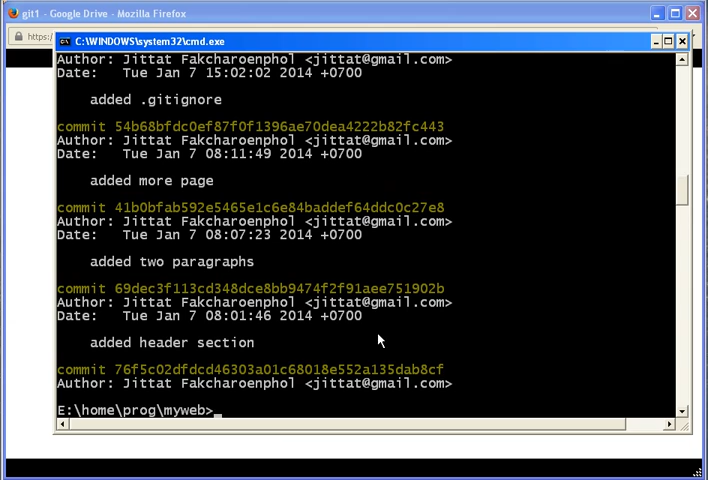 git1 - Google Drive - Mozilla Firefox
https:
C:\WINDOWS\system32\cmd.exe
Author: Jittat Fakcharoenphol <jittat@gmail.com>
Date:   Tue Jan 7 15:02:02 2014 +0700
added .gitignore
commit 54b68bfdc0ef87f0f1396ae70dea4222b82fc443
Author: Jittat Fakcharoenphol <jittat@gmail.com>
Date:   Tue Jan 7 08:11:49 2014 +0700
added more page
commit 41b0bfab592e5465e1c6e84baddef64ddc0c27e8
Author: Jittat Fakcharoenphol <jittat@gmail.com>
Date:   Tue Jan 7 08:07:23 2014 +0700
added two paragraphs
commit 69dec3f113cd348dce8bb9474f2f91aee751902b
Author: Jittat Fakcharoenphol <jittat@gmail.com>
Date:   Tue Jan 7 08:01:46 2014 +0700
added header section
commit 76f5c02dfdcd46303a01c68018e552a135dab8cf
Author: Jittat Fakcharoenphol <jittat@gmail.com>
E:\home\prog\myweb>